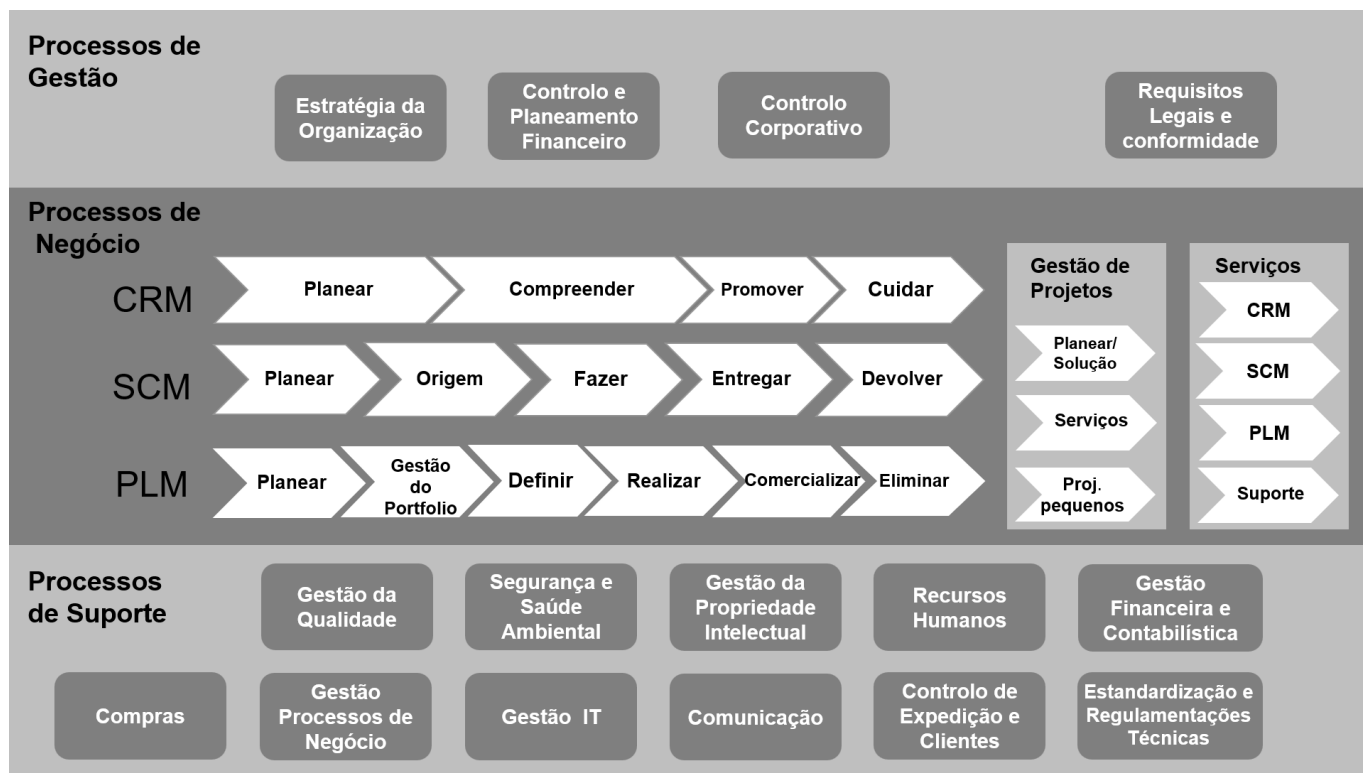 Processos de
Gestão
Estratégia da
Organização
Controlo e
Planeamento
Financeiro
Controlo
Corporativo
Requisitos
Legais e
conformidade
Processos de
Negócio
CRM
Planear
Compreender
Promover
Cuidar
SCM
Planear
Origem
Fazer
Entregar
Devolver
PLM
Planear
Gestão
do
Portfolio
Definir
Realizar
Comercializar
Eliminar
Gestão de
Projetos
Planear/
Solução
Serviços
Proj.
pequenos
Serviços
CRM
SCM
PLM
Suporte
Processos
de Suporte
Gestão da
Qualidade
Segurança e
Saúde
Ambiental
Gestão da
Propriedade
Intelectual
Recursos
Humanos
Gestão
Financeira e
Contabilística
Compras
Gestão
Processos de
Negócio
Gestão IT
Comunicação
Controlo de
Expedição e
Clientes
Estandardização e
Regulamentações
Técnicas